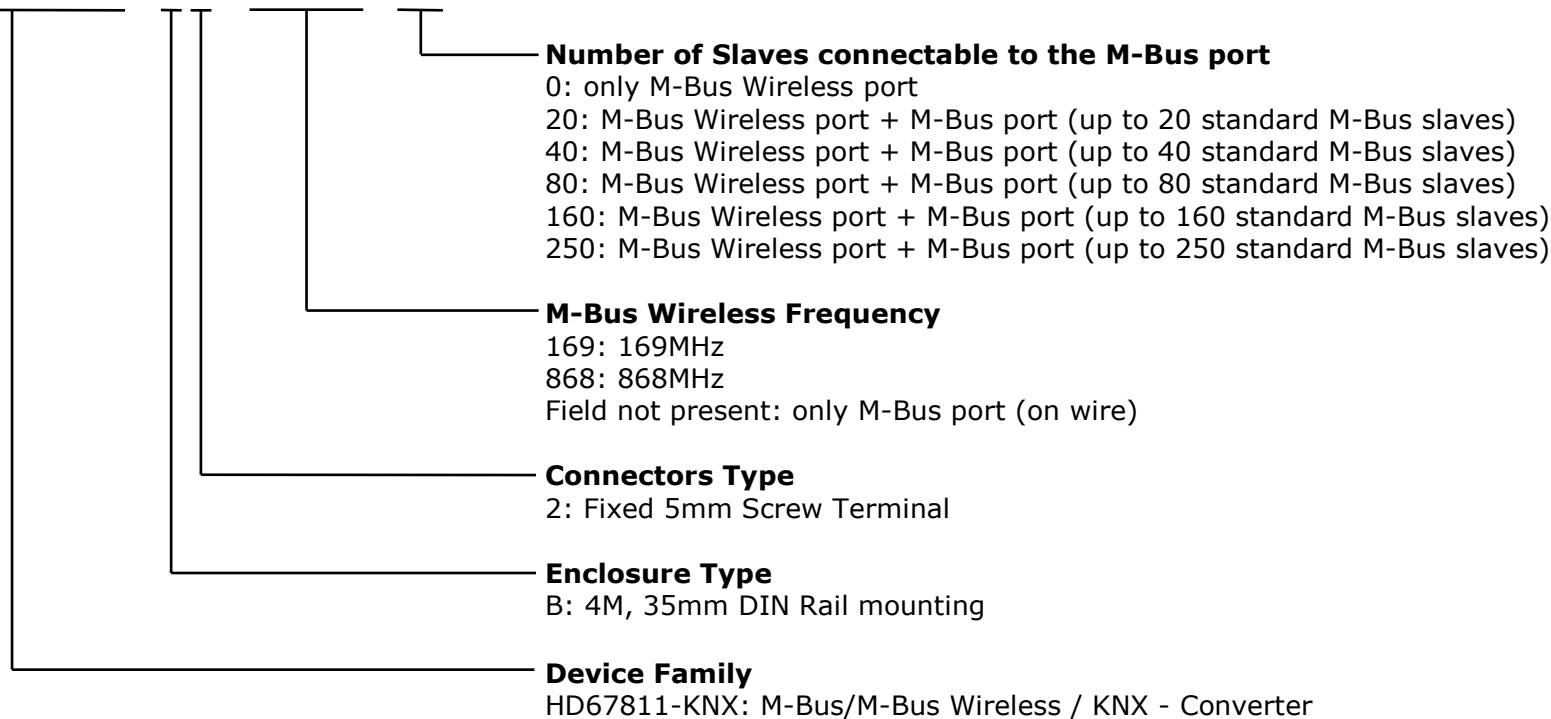 Number of Slaves connectable to the M-Bus port
0: only M-Bus Wireless port
20: M-Bus Wireless port + M-Bus port (up to 20 standard M-Bus slaves)
40: M-Bus Wireless port + M-Bus port (up to 40 standard M-Bus slaves)
80: M-Bus Wireless port + M-Bus port (up to 80 standard M-Bus slaves)
160: M-Bus Wireless port + M-Bus port (up to 160 standard M-Bus slaves)
250: M-Bus Wireless port + M-Bus port (up to 250 standard M-Bus slaves)
M-Bus Wireless Frequency
169: 169MHz
868: 868MHz
Field not present: only M-Bus port (on wire)
Connectors Type
2: Fixed 5mm Screw Terminal
Enclosure Type
B: 4M, 35mm DIN Rail mounting
Device Family
HD67811-KNX: M-Bus/M-Bus Wireless / KNX - Converter